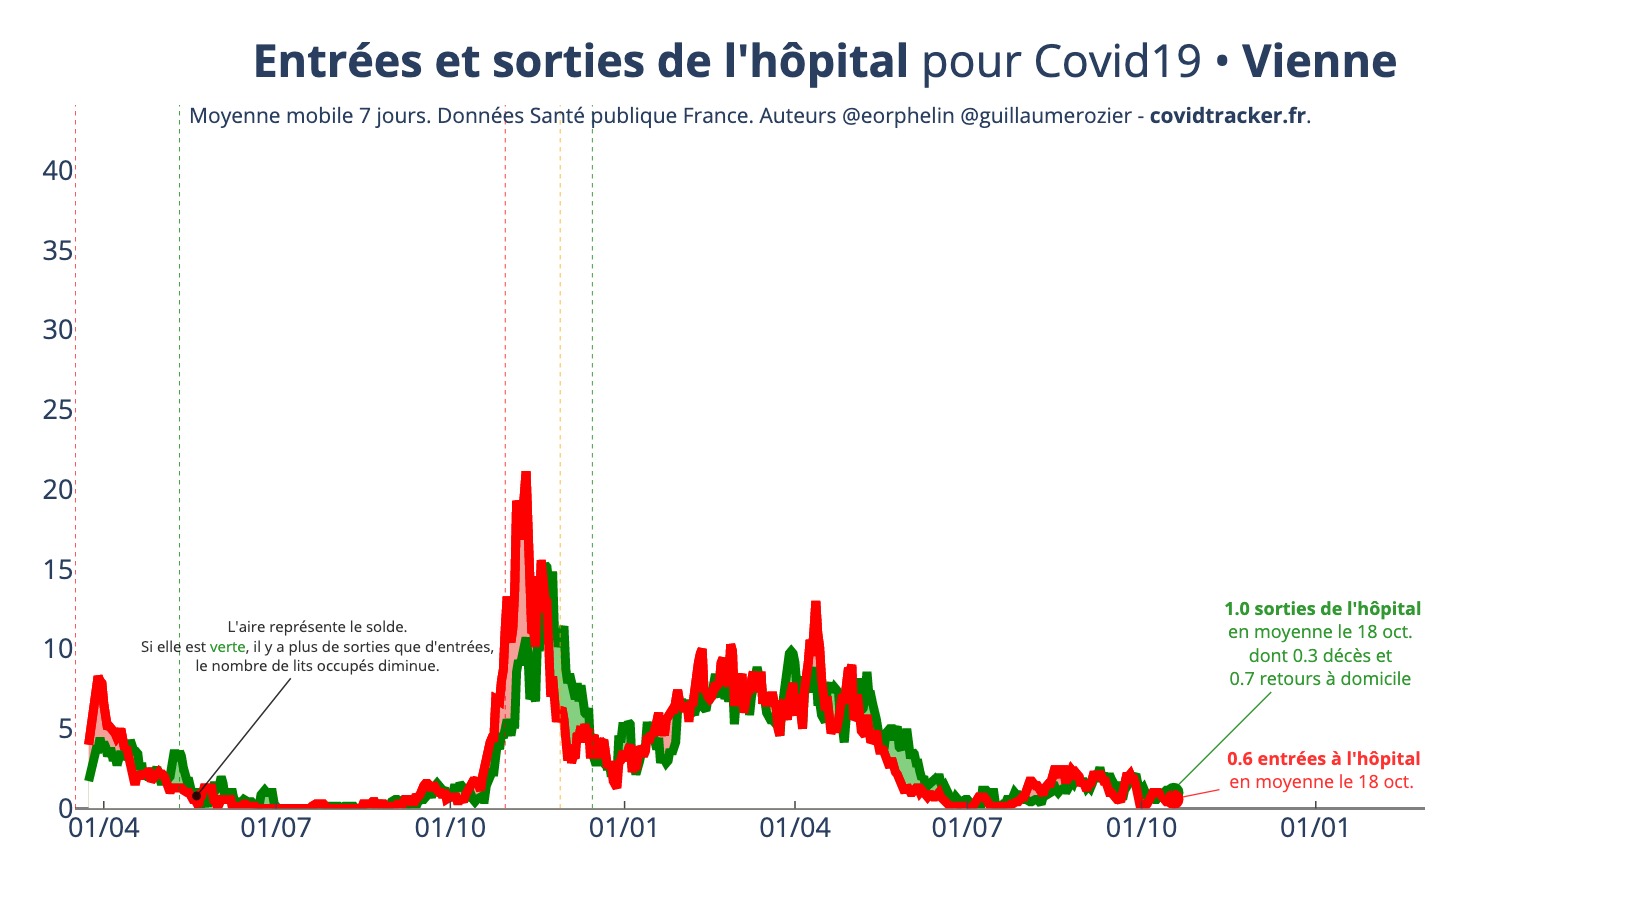 Entrées et sorties de l'hôpital pour Covid19 • Vienne
Moyenne mobile 7 jours. Données Santé publique France. Auteurs @eorphelin @guillaumerozier - covidtracker.fr.
40
35
30
25
20
15
10
5
0
L'aire représente le solde.
Si elle est verte, il y a plus de sorties que d'entrées,
le nombre de lits occupés diminue.
1.0 sorties de l'hôpital
en moyenne le 18 oct.
dont 0.3 décès et
0.7 retours à domicile
0.6 entrées à l'hôpital
en moyenne le 18 oct.
01/04 01/07 01/10 01/01 01/04 01/07 01/10 01/01